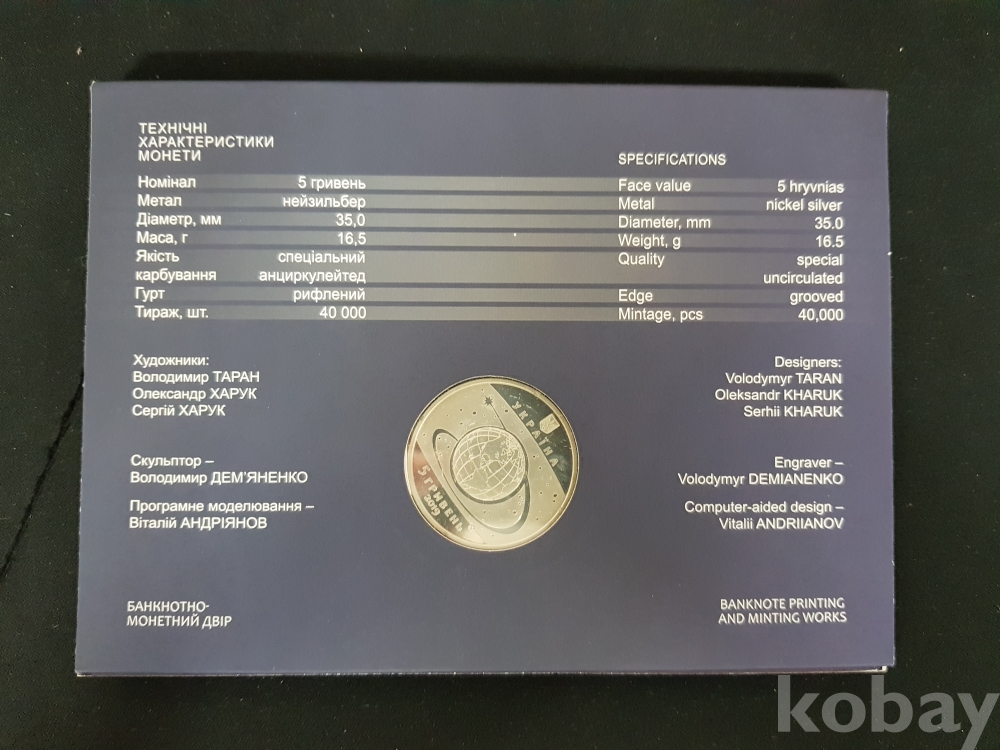 ТЕХНІЧНІ
ХАРАКТЕРИСТИКИ
МОНЕТИ
Номінал 5 гривень
Метал нейзильбер
Діаметр, мм 35,0
Маса, г 16,5
Якість спеціальний
карбування анциркулейтед
Гурт рифлений
Тираж, шт. 40 000
SPECIFICATIONS
Face value 5 hryvnias
Metal nickel silver
Diameter, mm 35.0
Weight, g 16.5
Quality special
uncirculated
Edge grooved
Mintage, pcs 40,000
Художники:
Володимир ТАРАН
Олександр ХАРУК
Сергій ХАРУК
Скульптор –
Володимир ДЕМ'ЯНЕНКО
Програмне моделювання –
Віталій АНДРІЯНОВ
УКРАЇНА
5 ГРИВЕНЬ
2019
Designers:
Volodymyr TARAN
Oleksandr KHARUK
Serhii KHARUK
Engraver –
Volodymyr DEMIANENKO
Computer-aided design –
Vitalii ANDRIIANOV
БАНКНОТНО-
МОНЕТНИЙ ДВІР
BANKNOTE PRINTING
AND MINTING WORKS
kobay